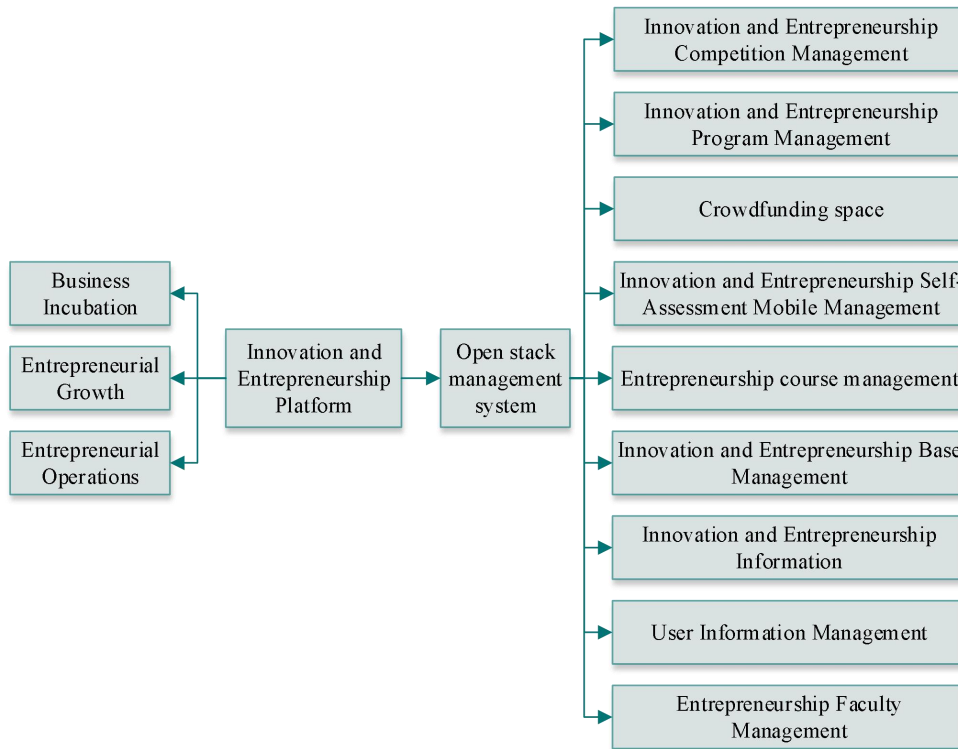 Innovation and Entrepreneurship
Competition Management
Innovation and Entrepreneurship
Program Management
Crowdfunding space
Innovation and Entrepreneurship Self-
Assessment Mobile Management
Entrepreneurship course management
Innovation and Entrepreneurship Base
Management
Innovation and Entrepreneurship
Information
User Information Management
Entrepreneurship Faculty
Management
Business
Incubation
Entrepreneurial
Growth
Entrepreneurial
Operations
Innovation and
Entrepreneurship
Platform
Open stack
management
system